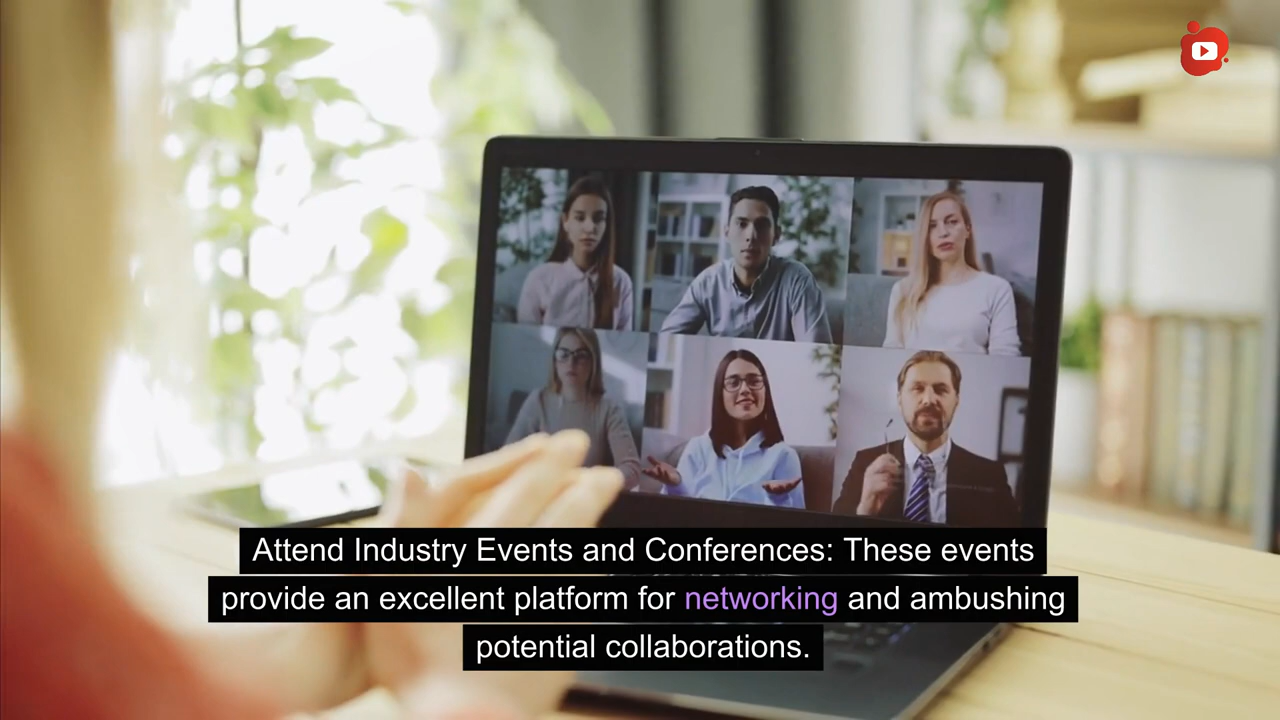 Attend Industry Events and Conferences: These events
provide an excellent platform for networking and ambushing
potential collaborations.